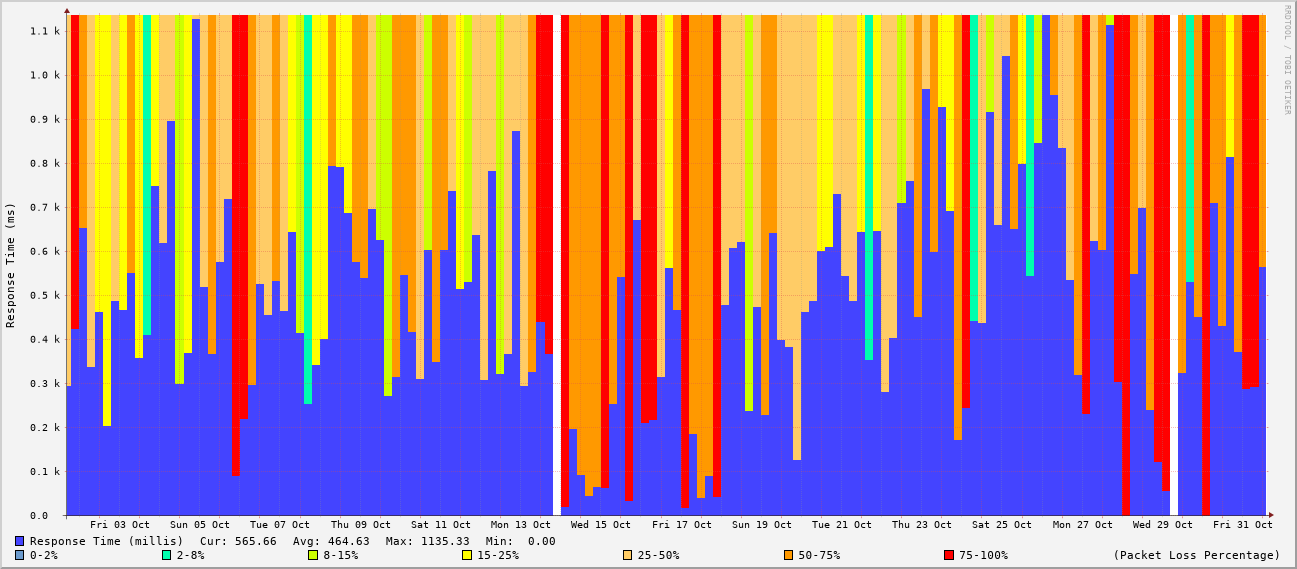 RRDTOOL / TOBI OETIKER
Response Time (ms)
1.1 k
1.0 k
0.9 k
0.8 k
0.7 k
0.6 k
0.5 k
0.4 k
0.3 k
0.2 k
0.1 k
0.0
Fri 03 Oct Sun 05 Oct Tue 07 Oct Thu 09 Oct Sat 11 Oct Mon 13 Oct Wed 15 Oct Fri 17 Oct Sun 19 Oct Tue 21 Oct Thu 23 Oct Sat 25 Oct Mon 27 Oct Wed 29 Oct Fri 31 Oct
Response Time (millis) Cur: 565.66 Avg: 464.63 Max: 1135.33 Min: 0.00
0-2% 2-8% 8-15% 15-25% 25-50% 50-75% 75-100% (Packet Loss Percentage)